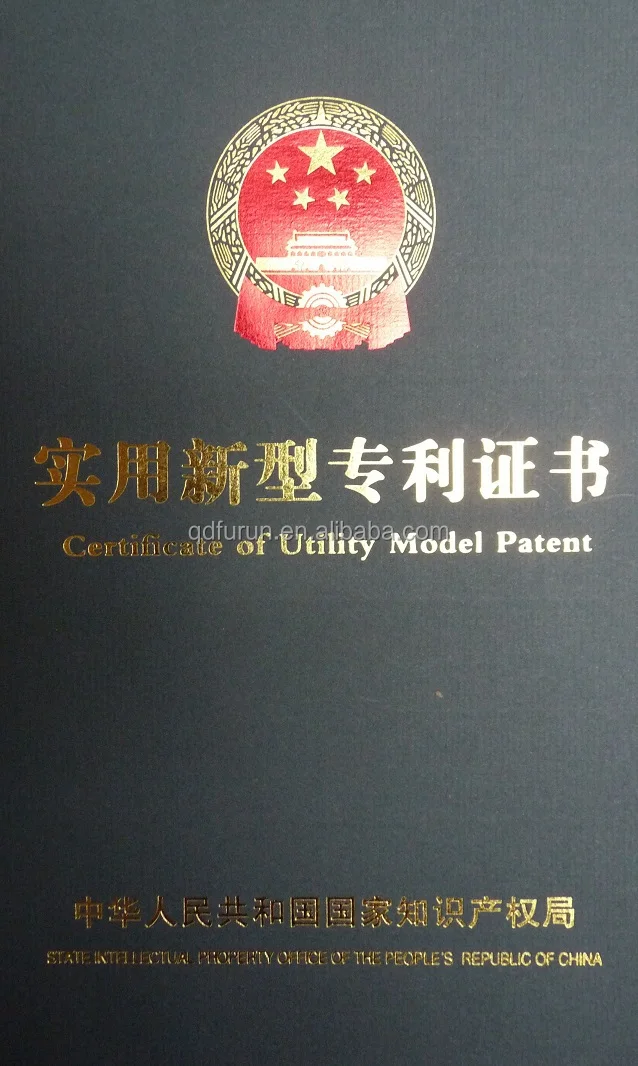 实用新型专利证书
qdfurun.en.alibaba.com
Certificate of Utility Model Patent
中华人民共和国国家知识产权局
STATE INTELLECTUAL PROPERTY OFFICE OF THE PEOPLE'S REPUBLIC OF CHINA